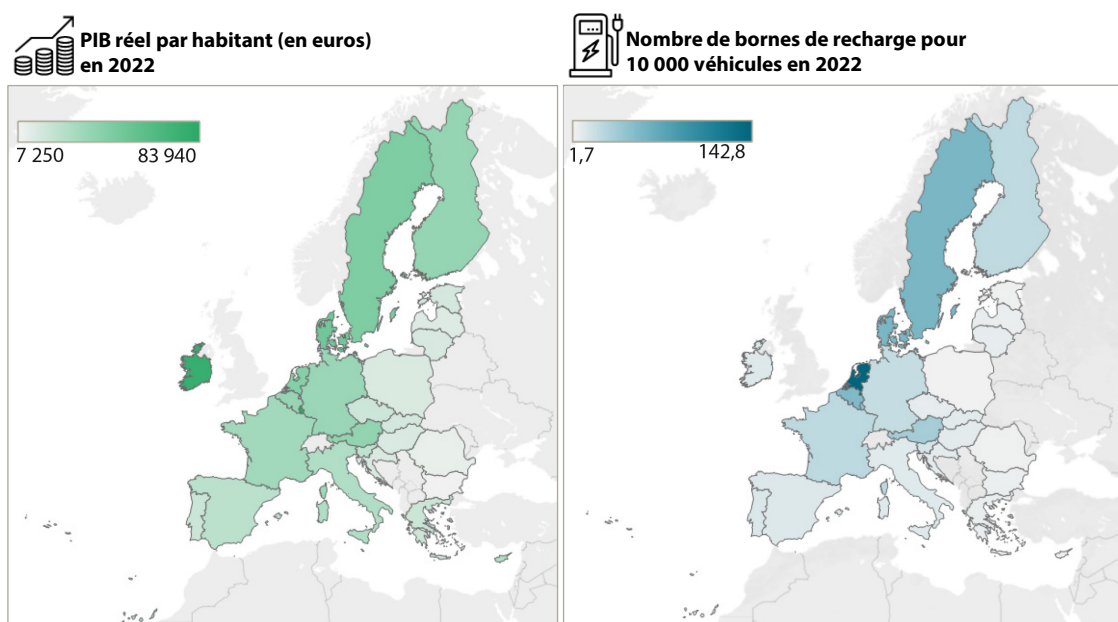 PIB réel par habitant (en euros)
en 2022
7 250
83 940
Nombre de bornes de recharge pour
10 000 véhicules en 2022
1,7
142,8